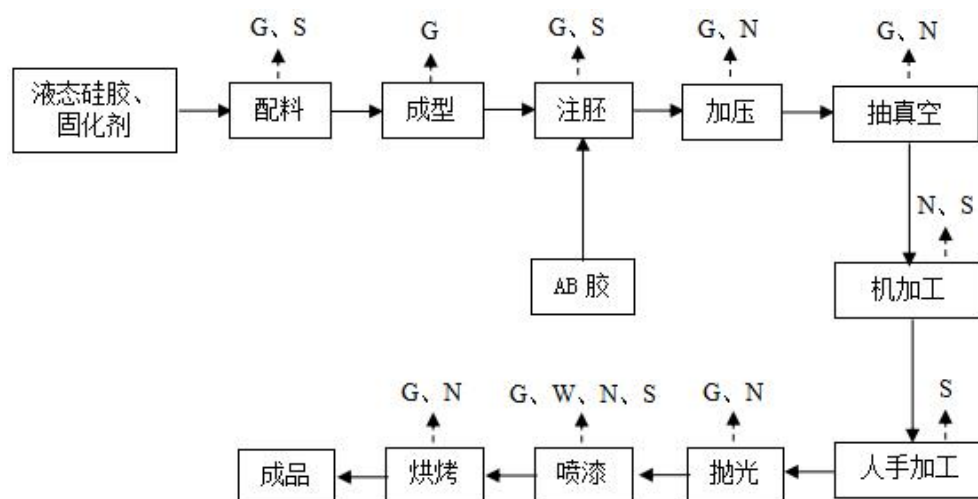 G、S
G
G、S
G、N
G、N
液态硅胶、
固化剂
配料
成型
注胚
加压
抽真空
N、S
AB 胶
机加工
G、N
G、W、N、S
G、N
S
成品
烘烤
喷漆
抛光
人手加工